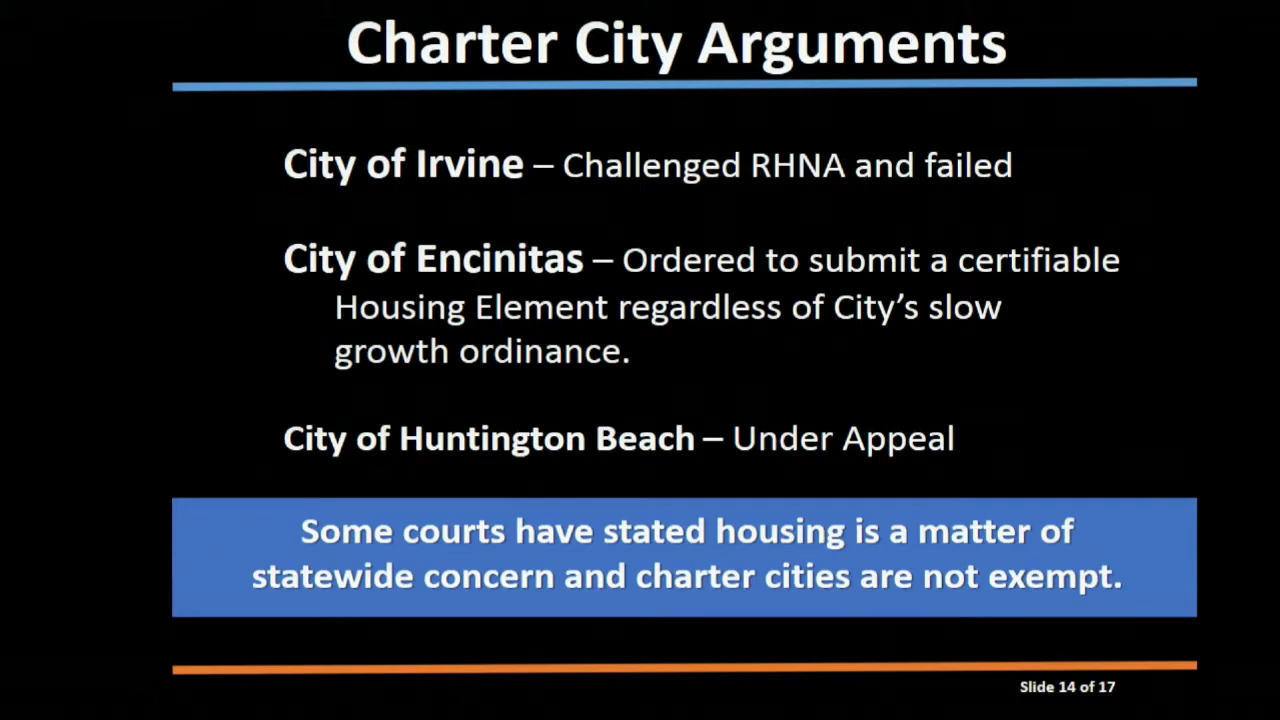 Charter City Arguments
City of Irvine – Challenged RHNA and failed
City of Encinitas – Ordered to submit a certifiable
Housing Element regardless of City’s slow
growth ordinance.
City of Huntington Beach – Under Appeal
Some courts have stated housing is a matter of
statewide concern and charter cities are not exempt.
Slide 14 of 17